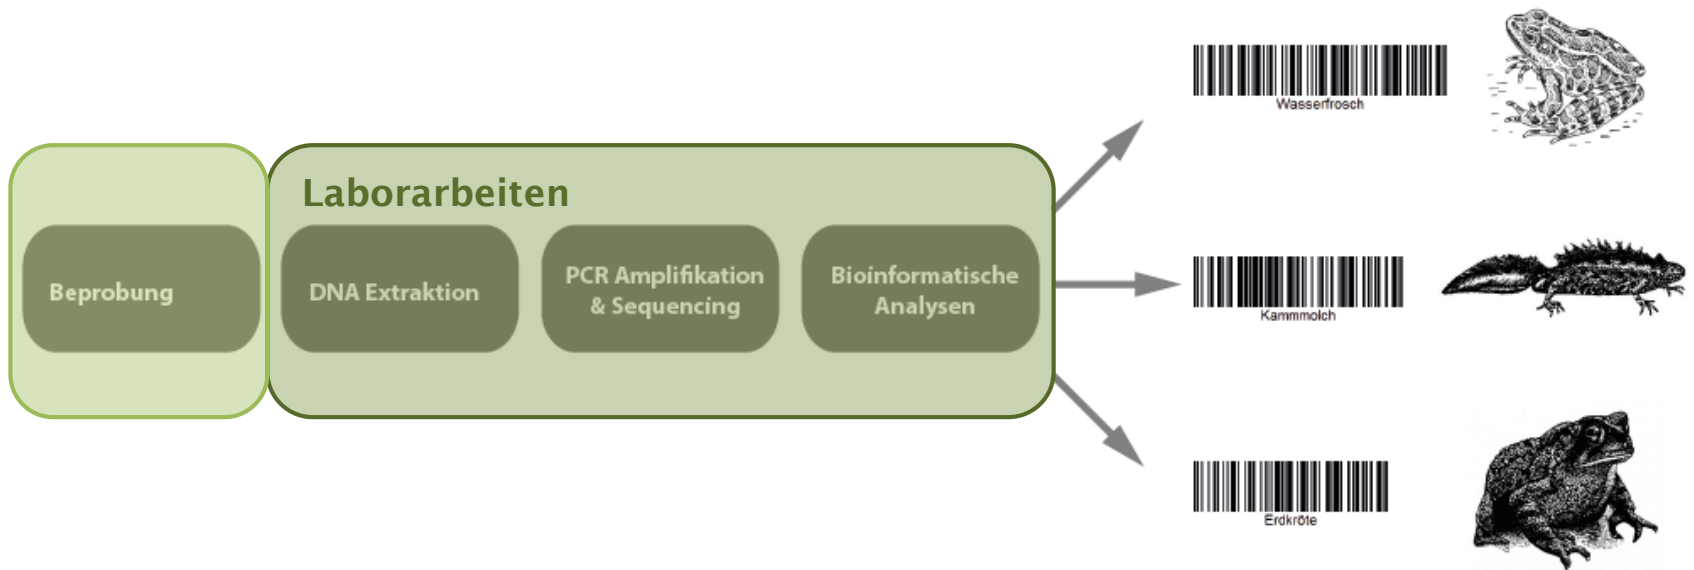 Laborarbeiten
Beprobung
DNA Extraktion
PCR Amplifikation
& Sequencing
Bioinformatische
Analysen
Wasserfrosch
Kammmolch
Erdkröte